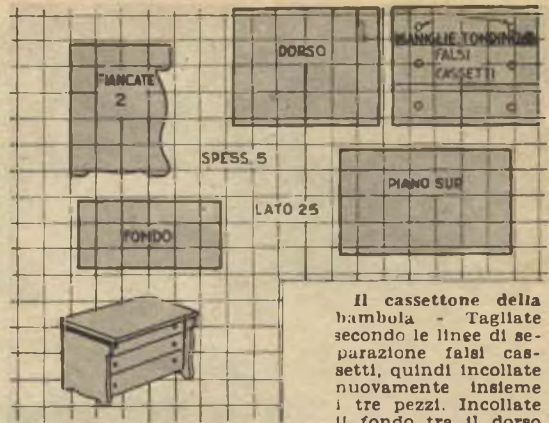 DORSO
MANIGLIE TONDINO
FALSI
CASSETTI
FIANCATE
2
SPESS. 5
PIANO SUP
LATO 25
FONDO
Il cassettone della
bambola - Tagliate
secondo le linee di se-
parazione falsi cas-
setti, quindi incollate
nuovamente insieme
i tre pezzi. Incollate
il fondo tra il dorso